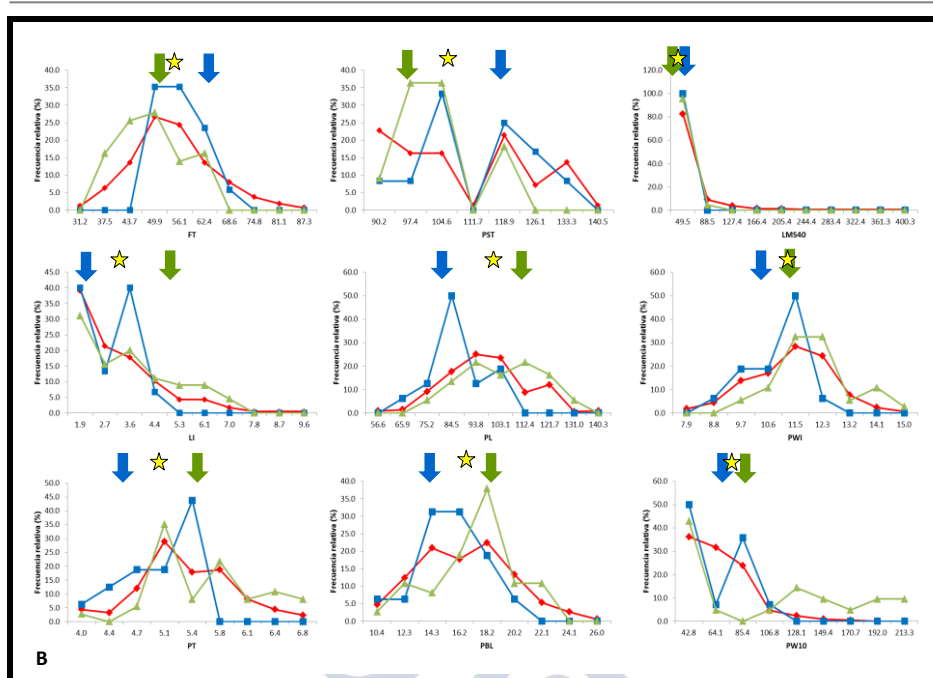 40.0
35.0
30.0
25.0
20.0
15.0
10.0
5.0
0.0
Frecuencia relativa (%)
31.2 37.5 43.7 49.9 56.1 62.4 68.6 74.8 81.1 87.3
FT
40.0
35.0
30.0
25.0
20.0
15.0
10.0
5.0
0.0
Frecuencia relativa (%)
90.2 97.4 104.6 111.7 118.9 126.1 133.3 140.5
PST
120.0
100.0
80.0
60.0
40.0
20.0
0.0
Frecuencia relativa (%)
49.5 88.5 127.4 166.4 205.4 244.4 283.4 322.4 361.3 400.3
LMS40
45.0
40.0
35.0
30.0
25.0
20.0
15.0
10.0
5.0
0.0
Frecuencia relativa (%)
1.9 2.7 3.6 4.4 5.3 6.1 7.0 7.8 8.7 9.6
LI
60.0
50.0
40.0
30.0
20.0
10.0
0.0
Frecuencia relativa (%)
56.6 65.9 75.2 84.5 93.8 103.1 112.4 121.7 131.0 140.3
PL
60.0
50.0
40.0
30.0
20.0
10.0
0.0
Frecuencia relativa (%)
7.9 8.8 9.7 10.6 11.5 12.3 13.2 14.1 15.0
PWI
50.0
45.0
40.0
35.0
30.0
25.0
20.0
15.0
10.0
5.0
0.0
Frecuencia relativa (%)
4.0 4.4 4.7 5.1 5.4 5.8 6.1 6.4 6.8
PT
40.0
35.0
30.0
25.0
20.0
15.0
10.0
5.0
0.0
Frecuencia relativa (%)
10.4 12.3 14.3 16.2 18.2 20.2 22.1 24.1 26.0
PBL
60.0
50.0
40.0
30.0
20.0
10.0
0.0
Frecuencia relativa (%)
42.8 64.1 85.4 106.8 128.1 149.4 170.7 192.0 213.3
PW10
B